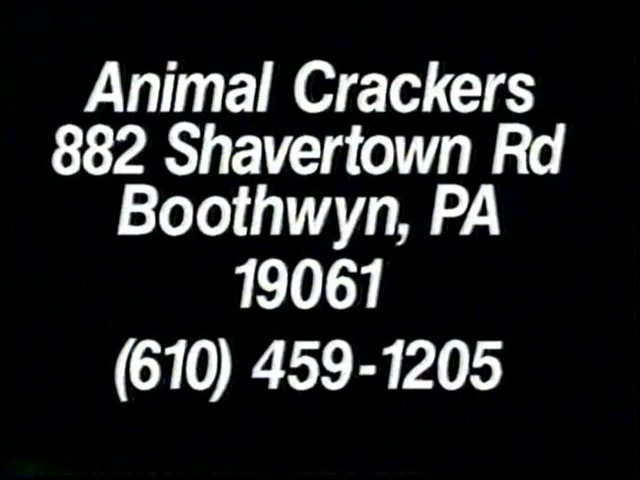 Animal Crackers
882 Shavertown Rd
Boothwyn, PA
19061
(610) 459-1205